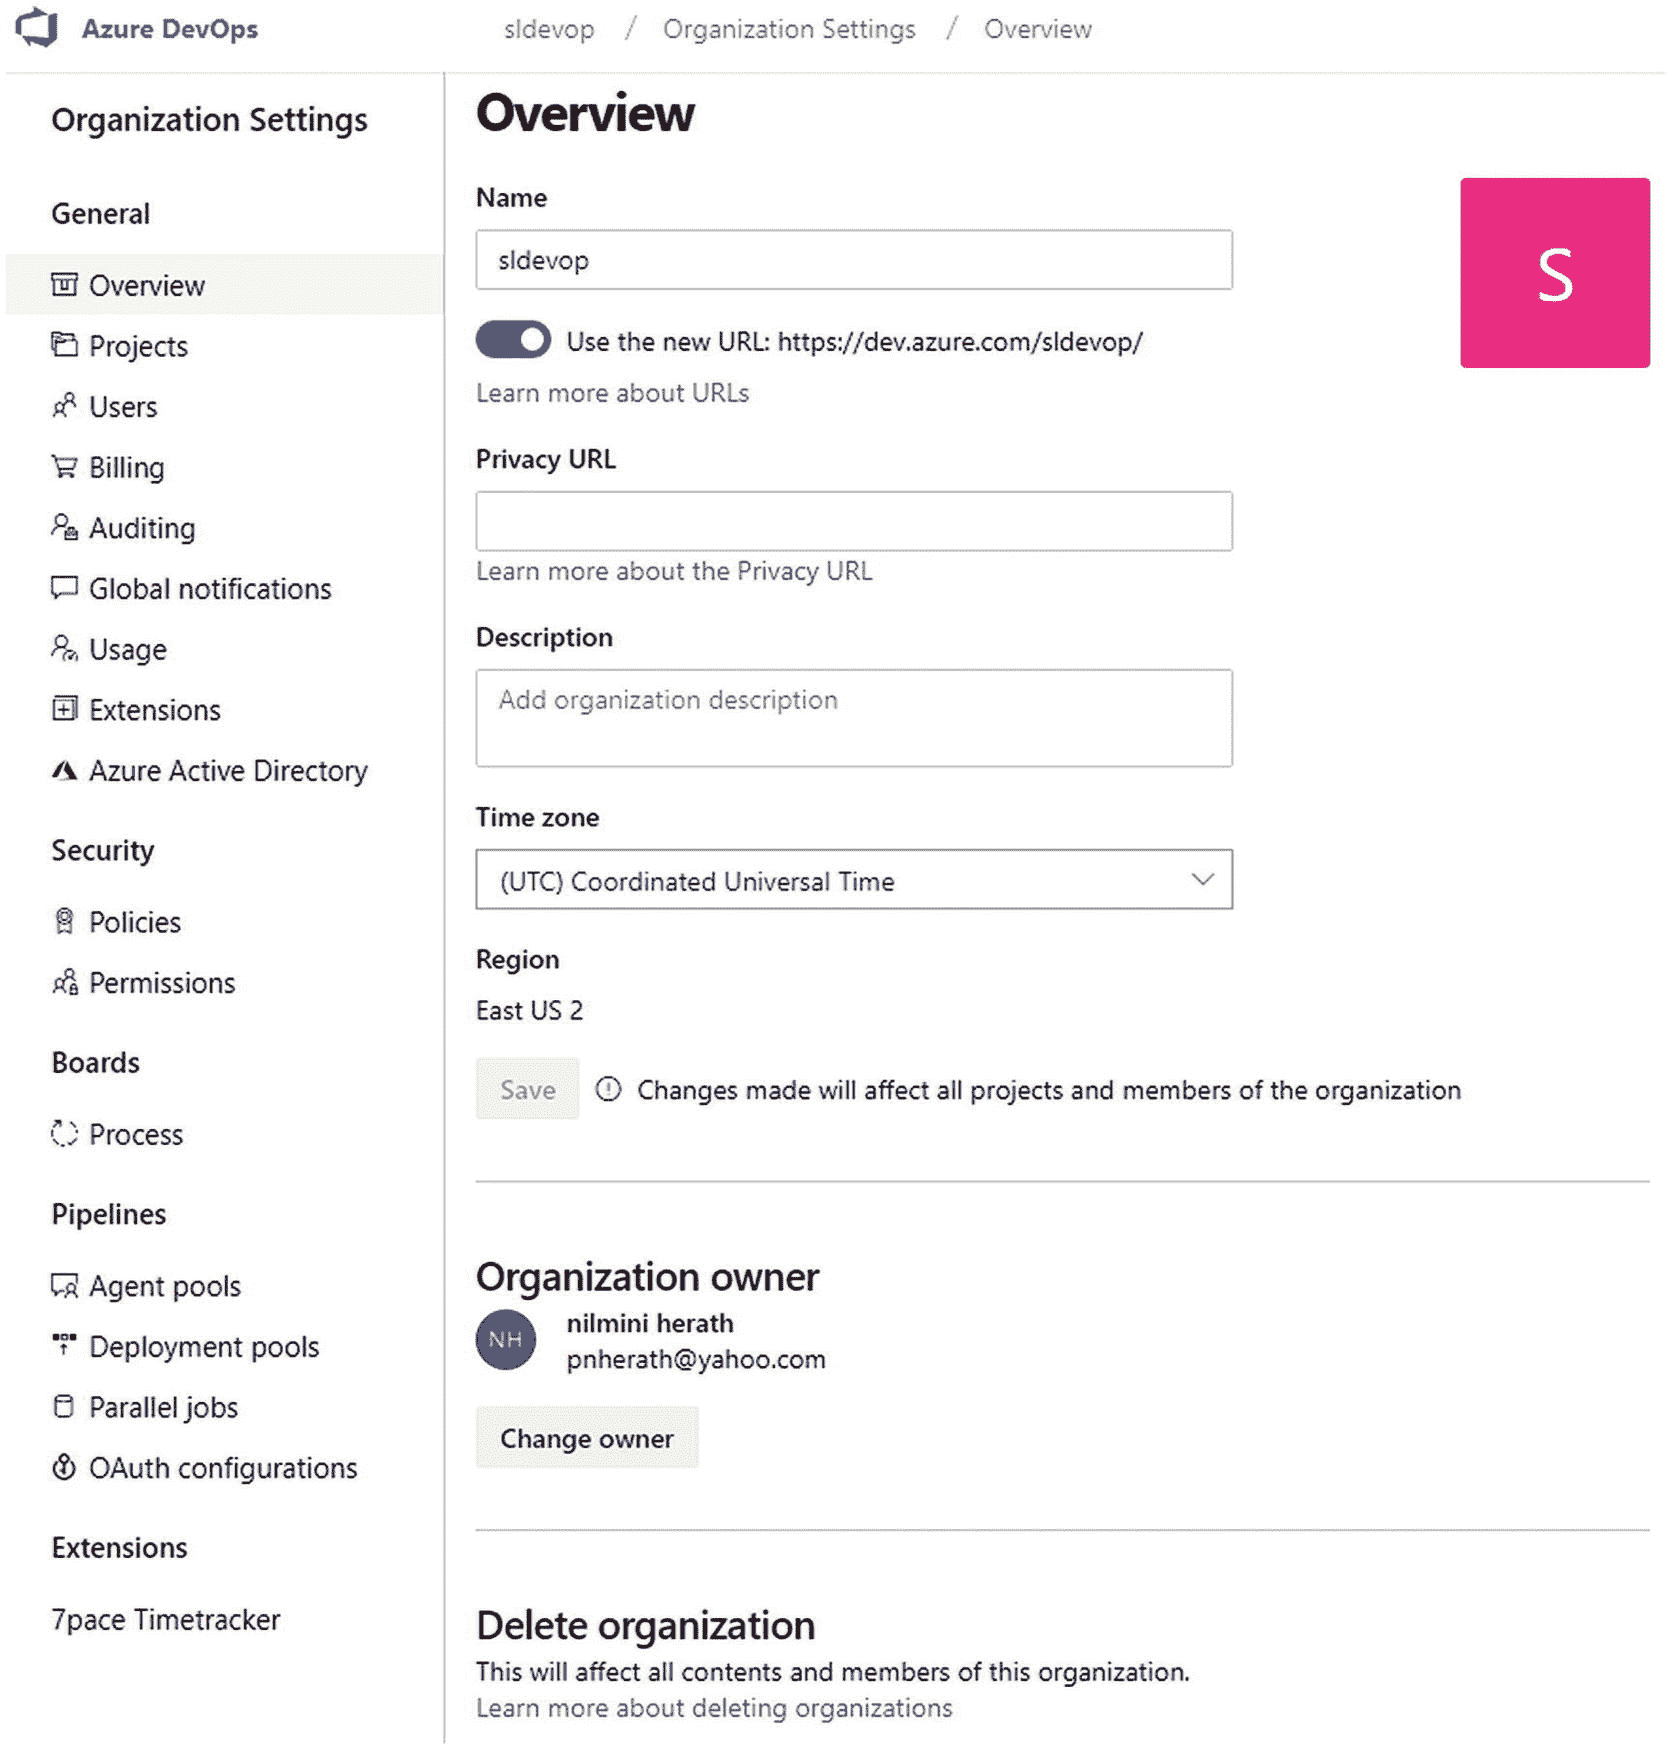 Azure DevOps
sldevop / Organization Settings / Overview
Organization Settings
General
Overview
Projects
Users
Billing
Auditing
Global notifications
Usage
Extensions
Azure Active Directory
Security
Policies
Permissions
Boards
Process
Pipelines
Agent pools
Deployment pools
Parallel jobs
OAuth configurations
Extensions
7pace Timetracker
Overview
Name
sldevop
S
Use the new URL: https://dev.azure.com/sldevop/
Learn more about URLs
Privacy URL
Learn more about the Privacy URL
Description
Add organization description
Time zone
(UTC) Coordinated Universal Time
Region
East US 2
Save Changes made will affect all projects and members of the organization
Organization owner
NH
nilmini herath
pnherath@yahoo.com
Change owner
Delete organization
This will affect all contents and members of this organization.
Learn more about deleting organizations